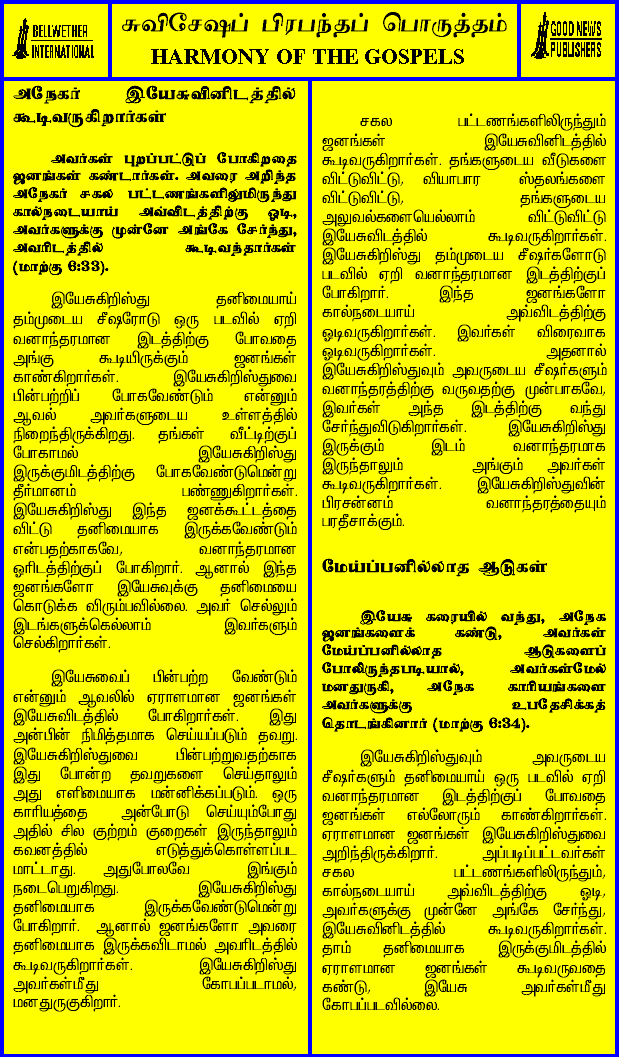 BELLWETHER
INTERNATIONAL
சுவிசேஷப் பிரபந்தப் பொருத்தம்
HARMONY OF THE GOSPELS
GOOD NEWS
PUBLISHERS
அநேகர் இயேசுவினிடத்தில்
கூடிவருகிறார்கள்
அவர்கள் புறப்பட்டுப் போகிறதை
ஜனங்கள் கண்டார்கள். அவரை அறிந்த
அநேகர் சகல பட்டணங்களிலுமிருந்து
கால்நடையாய் அவ்விடத்திற்கு ஓடி,
அவர்களுக்கு முன்னே அங்கே சேர்ந்து,
அவரிடத்தில் கூடிவந்தார்கள்
(மாற்கு 6:33).
இயேசுகிறிஸ்து தனிமையாய்
தம்முடைய சீஷரோடு ஒரு படவில் ஏறி
வனாந்தரமான இடத்திற்கு போவதை
அங்கு கூடியிருக்கும் ஜனங்கள்
காண்கிறார்கள். இயேசுகிறிஸ்துவை
பின்பற்றிப் போகவேண்டும் என்னும்
ஆவல் அவர்களுடைய உள்ளத்தில்
நிறைந்திருக்கிறது. தங்கள் வீட்டிற்குப்
போகாமல் இயேசுகிறிஸ்து
இருக்குமிடத்திற்கு போகவேண்டுமென்று
தீர்மானம் பண்ணுகிறார்கள்.
இயேசுகிறிஸ்து இந்த ஜனக்கூட்டத்தை
விட்டு தனிமையாக இருக்கவேண்டும்
என்பதற்காகவே, வனாந்தரமான
ஓரிடத்திற்குப் போகிறார். ஆனால் இந்த
ஜனங்களோ இயேசுவுக்கு தனிமையை
கொடுக்க விரும்பவில்லை. அவர் செல்லும்
இடங்களுக்கெல்லாம் இவர்களும்
செல்கிறார்கள்.
இயேசுவைப் பின்பற்ற வேண்டும்
என்னும் ஆவலில் ஏராளமான ஜனங்கள்
இயேசுவிடத்தில் போகிறார்கள். இது
அன்பின் நிமித்தமாக செய்யப்படும் தவறு.
இயேசுகிறிஸ்துவை பின்பற்றுவதற்காக
இது போன்ற தவறுகளை செய்தாலும்
அது எளிமையாக மன்னிக்கப்படும். ஒரு
காரியத்தை அன்போடு செய்யும்போது
அதில் சில குற்றம் குறைகள் இருந்தாலும்
கவனத்தில் எடுத்துக்கொள்ளப்பட
மாட்டாது. அதுபோலவே இங்கும்
நடைபெறுகிறது. இயேசுகிறிஸ்து
தனிமையாக இருக்கவேண்டுமென்று
போகிறார். ஆனால் ஜனங்களோ அவரை
தனிமையாக இருக்கவிடாமல் அவரிடத்தில்
கூடிவருகிறார்கள். இயேசுகிறிஸ்து
அவர்கள்மீது கோபப்படாமல்,
மனதுருகுகிறார்.
சகல பட்டணங்களிலிருந்தும்
ஜனங்கள் இயேசுவினிடத்தில்
கூடிவருகிறார்கள். தங்களுடைய வீடுகளை
விட்டுவிட்டு, வியாபார ஸ்தலங்களை
விட்டுவிட்டு, தங்களுடைய
அலுவல்களையெல்லாம் விட்டுவிட்டு
இயேசுவிடத்தில் கூடிவருகிறார்கள்.
இயேசுகிறிஸ்து தம்முடைய சீஷர்களோடு
படவில் ஏறி வனாந்தரமான இடத்திற்குப்
போகிறார். இந்த ஜனங்களோ
கால்நடையாய் அவ்விடத்திற்கு
ஓடிவருகிறார்கள். இவர்கள் விரைவாக
ஓடிவருகிறார்கள். அதனால்
இயேசுகிறிஸ்துவும் அவருடைய சீஷர்களும்
வனாந்தரத்திற்கு வருவதற்கு முன்பாகவே,
இவர்கள் அந்த இடத்திற்கு வந்து
சேர்ந்துவிடுகிறார்கள். இயேசுகிறிஸ்து
இருக்கும் இடம் வனாந்தரமாக
இருந்தாலும் அங்கும் அவர்கள்
கூடிவருகிறார்கள். இயேசுகிறிஸ்துவின்
பிரசன்னம் வனாந்தரத்தையும்
பரதீசாக்கும்.
மேய்ப்பனில்லாத ஆடுகள்
இயேசு கரையில் வந்து, அநேக
ஜனங்களைக் கண்டு, அவர்கள்
மேய்ப்பனில்லாத ஆடுகளைப்
போலிருந்தபடியால், அவர்கள்மேல்
மனதுருகி, அநேக காரியங்களை
அவர்களுக்கு உபதேசிக்கத்
தொடங்கினார் (மாற்கு 6:34).
இயேசுகிறிஸ்துவும் அவருடைய
சீஷர்களும் தனிமையாய் ஒரு படவில் ஏறி
வனாந்தரமான இடத்திற்குப் போவதை
ஜனங்கள் எல்லோரும் காண்கிறார்கள்.
ஏராளமான ஜனங்கள் இயேசுகிறிஸ்துவை
அறிந்திருக்கிறார். அப்படிப்பட்டவர்கள்
சகல பட்டணங்களிலிருந்தும்,
கால்நடையாய் அவ்விடத்திற்கு ஓடி,
அவர்களுக்கு முன்னே அங்கே சேர்ந்து,
இயேசுவினிடத்தில் கூடிவருகிறார்கள்.
தாம் தனிமையாக இருக்குமிடத்தில்
ஏராளமான ஜனங்கள் கூடிவருவதை
கண்டு, இயேசு அவர்கள்மீது
கோபப்படவில்லை.